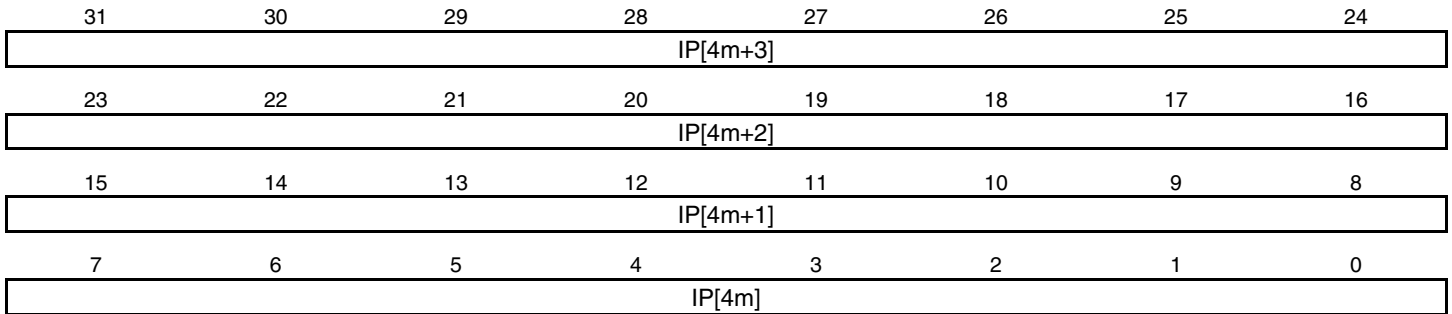 31 30 29 28 27 26 25 24
IP[4m+3]
23 22 21 20 19 18 17 16
IP[4m+2]
15 14 13 12 11 10 9 8
IP[4m+1]
7 6 5 4 3 2 1 0
IP[4m]